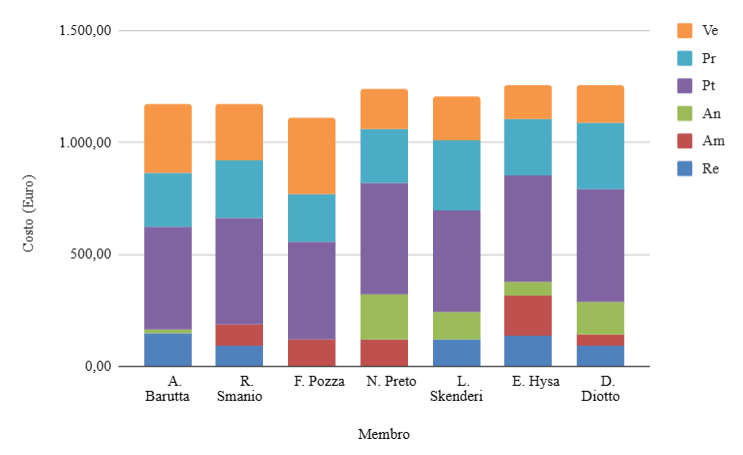 1.500,00
1.000,00
500,00
0,00
Costo (Euro)
A. Barutta
R. Smanio
F. Pozza
N. Preto
L. Skenderi
E. Hysa
D. Diotto
Membro
Ve
Pr
Pt
An
Am
Re